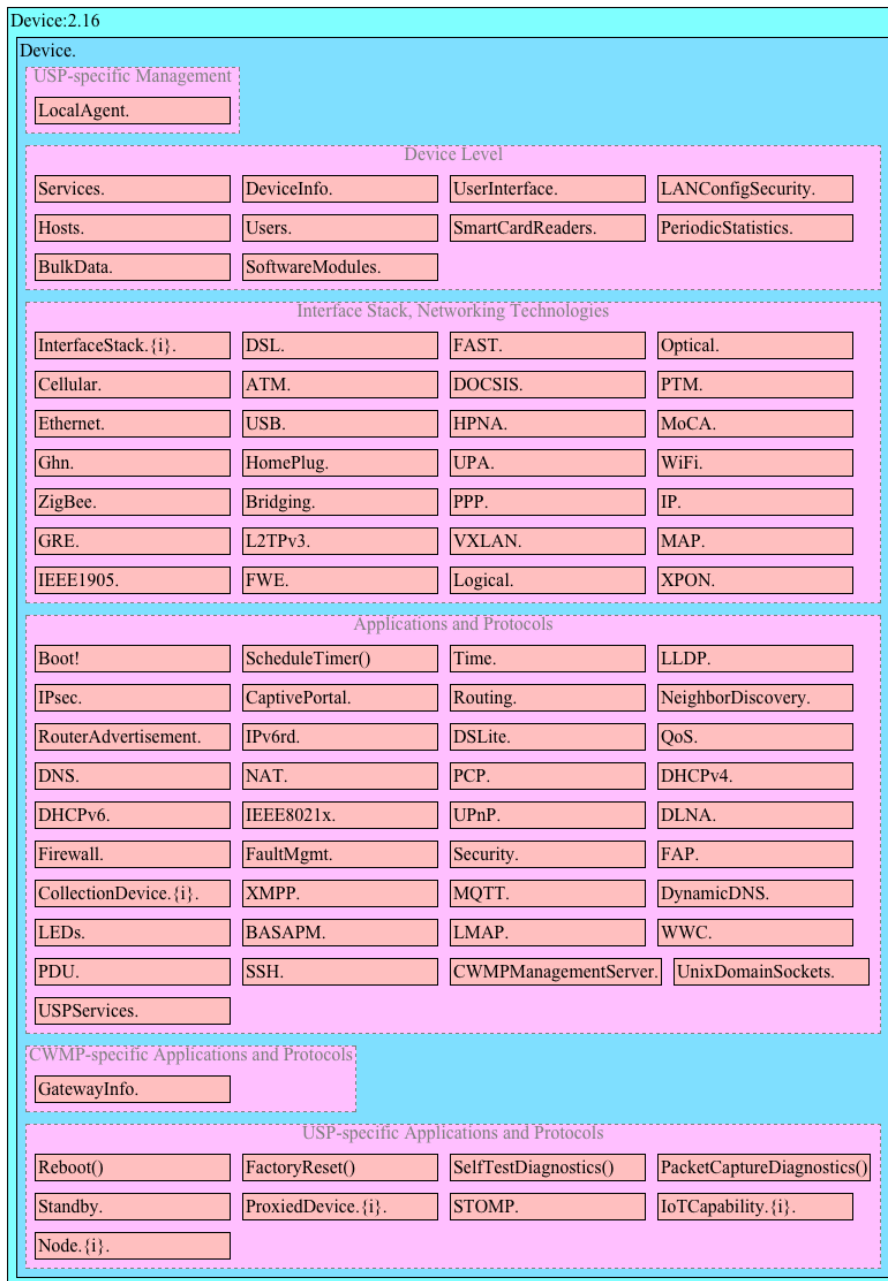 Device:2.16
Device.
USP-specific Management
LocalAgent.
Device Level
Services. DeviceInfo. UserInterface. LANConfigSecurity.
Hosts. Users. SmartCardReaders. PeriodicStatistics.
BulkData. SoftwareModules.
Interface Stack, Networking Technologies
InterfaceStack.{i}. DSL. FAST. Optical.
Cellular. ATM. DOCSIS. PTM.
Ethernet. USB. HPNA. MoCA.
Ghn. HomePlug. UPA. WiFi.
ZigBee. Bridging. PPP. IP.
GRE. L2TPv3. VXLAN. MAP.
IEEE1905. FWE. Logical. XPON.
Applications and Protocols
Boot! ScheduleTimer() Time. LLDP.
IPsec. CaptivePortal. Routing. NeighborDiscovery.
RouterAdvertisement. IPv6rd. DSLite. QoS.
DNS. NAT. PCP. DHCPv4.
DHCPv6. IEEE8021x. UPnP. DLNA.
Firewall. FaultMgmt. Security. FAP.
CollectionDevice.{i}. XMPP. MQTT. DynamicDNS.
LEDs. BASAPM. LMAP. WWC.
PDU. SSH. CWMPManagementServer. UnixDomainSockets.
USPServices.
CWMP-specific Applications and Protocols
GatewayInfo.
USP-specific Applications and Protocols
Reboot() FactoryReset() SelfTestDiagnostics() PacketCaptureDiagnostics()
Standby. ProxiedDevice.{i}. STOMP. IoTCapability.{i}.
Node.{i}.